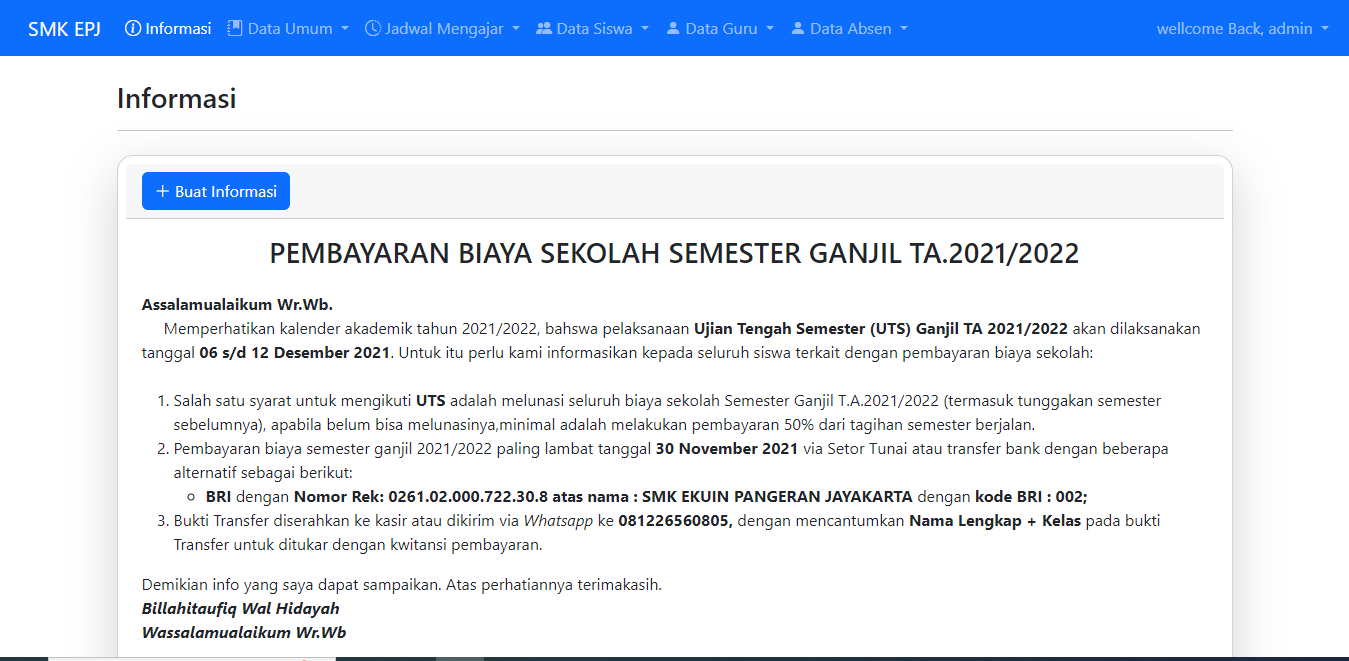 SMK EPJ Informasi Data Umum Jadwal Mengajar Data Siswa Data Guru Data Absen wellcome Back, admin
Informasi
+ Buat Informasi
PEMBAYARAN BIAYA SEKOLAH SEMESTER GANJIL TA.2021/2022
Assalamualaikum Wr.Wb.
Memperhatikan kalender akademik tahun 2021/2022, bahswa pelaksanaan Ujian Tengah Semester (UTS) Ganjil TA 2021/2022 akan dilaksanakan
tanggal 06 s/d 12 Desember 2021. Untuk itu perlu kami informasikan kepada seluruh siswa terkait dengan pembayaran biaya sekolah:
1. Salah satu syarat untuk mengikuti UTS adalah melunasi seluruh biaya sekolah Semester Ganjil T.A.2021/2022 (termasuk tunggakan semester
sebelumnya), apabila belum bisa melunasinya,minimal adalah melakukan pembayaran 50% dari tagihan semester berjalan.
2. Pembayaran biaya semester ganjil 2021/2022 paling lambat tanggal 30 November 2021 via Setor Tunai atau transfer bank dengan beberapa
alternatif sebagai berikut:
BRI dengan Nomor Rek: 0261.02.000.722.30.8 atas nama : SMK EKUIN PANGERAN JAYAKARTA dengan kode BRI : 002;
3. Bukti Transfer diserahkan ke kasir atau dikirim via Whatsapp ke 081226560805, dengan mencantumkan Nama Lengkap + Kelas pada bukti
Transfer untuk ditukar dengan kwitansi pembayaran.
Demikian info yang saya dapat sampaikan. Atas perhatiannya terimakasih.
Billahitaufiq Wal Hidayah
Wassalamualaikum Wr.Wb